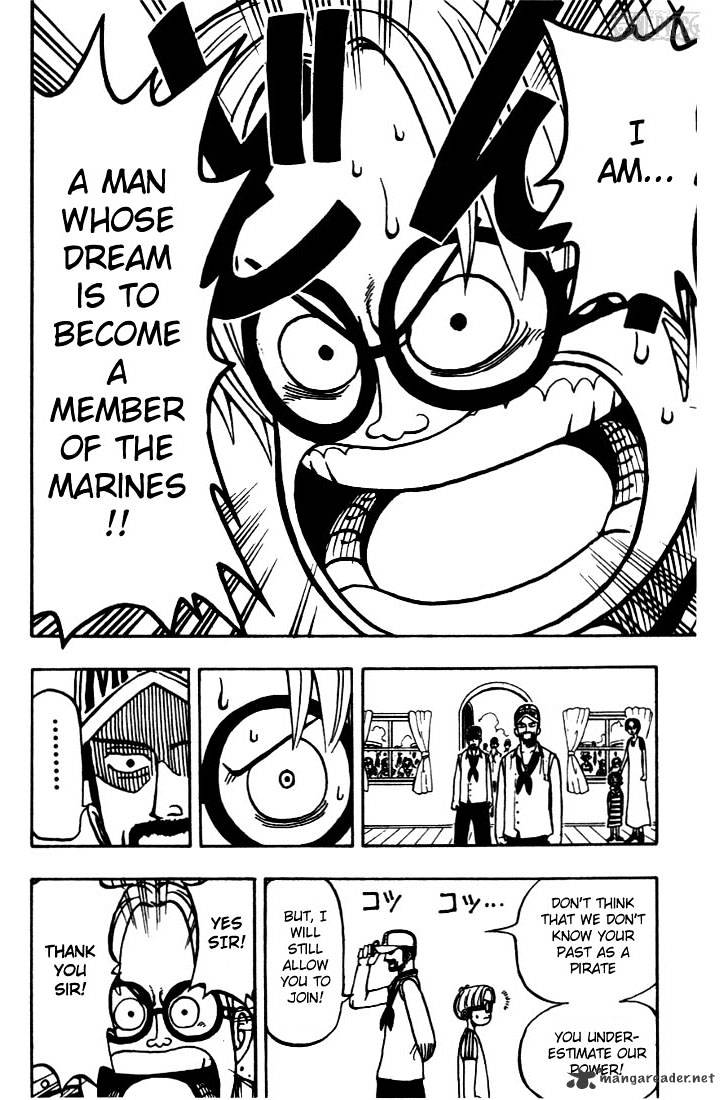 I
AM...
A MAN
WHOSE
DREAM
IS TO
BECOME
A
MEMBER
OF THE
MARINES
!!
M
DON'T THINK
THAT WE DON'T
KNOW YOUR
PAST AS A
PIRATE
YOU UNDER-
ESTIMATE OUR
POWER!
コツ コツ...
BUT, I
WILL
STILL
ALLOW
YOU TO
JOIN!
YES
SIR!
THANK
YOU
SIR!
mangareader.net